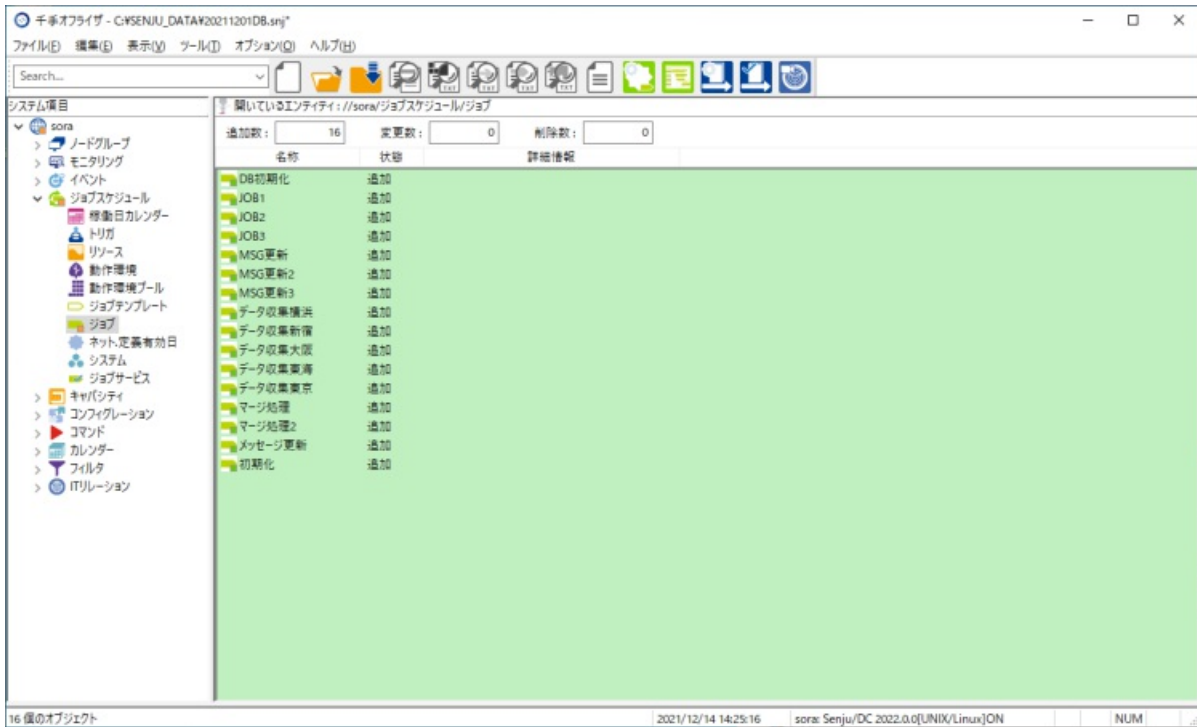 千手オフライザ - C:¥SENJU_DATA¥20211201DB.snj*
ファイル(F) 編集(E) 表示(V) ツール(T) オプション(O) ヘルプ(H)
Search...
システム項目
開いているエンティティ : //sora/ジョブスケジュール/ジョブ
sora
ノードグループ
モニタリング
イベント
ジョブスケジュール
稼働日カレンダー
トリガ
リソース
動作環境
動作環境プール
ジョブテンプレート
ジョブ
ネット定義有効日
システム
ジョブサービス
キャパシティ
コンフィグレーション
コマンド
カレンダー
フィルタ
ITリレーション
追加数 : 16 変更数 : 0 削除数 : 0
名称 状態 詳細情報
DB初期化 追加
JOB1 追加
JOB2 追加
JOB3 追加
MSG更新 追加
MSG更新2 追加
MSG更新3 追加
データ収集横浜 追加
データ収集新宿 追加
データ収集大阪 追加
データ収集東海 追加
データ収集東京 追加
マージ処理 追加
マージ処理2 追加
メッセージ更新 追加
初期化 追加
16 個のオブジェクト
2021/12/14 14:25:16 sora: Senju/DC 2022.0.0[UNIX/Linux]ON NUM